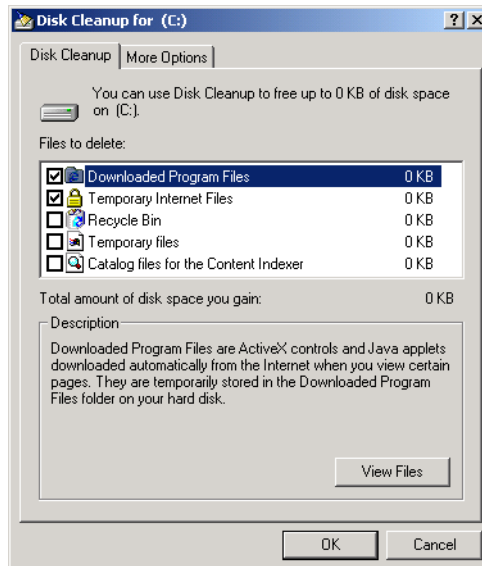 Disk Cleanup for (C:)
Disk Cleanup More Options
You can use Disk Cleanup to free up to 0 KB of disk space
on (C:).
Files to delete:
Downloaded Program Files 0 KB
Temporary Internet Files 0 KB
Recycle Bin 0 KB
Temporary files 0 KB
Catalog files for the Content Indexer 0 KB
Total amount of disk space you gain: 0 KB
Description
Downloaded Program Files are ActiveX controls and Java applets
downloaded automatically from the Internet when you view certain
pages. They are temporarily stored in the Downloaded Program
Files folder on your hard disk.
View Files
OK Cancel